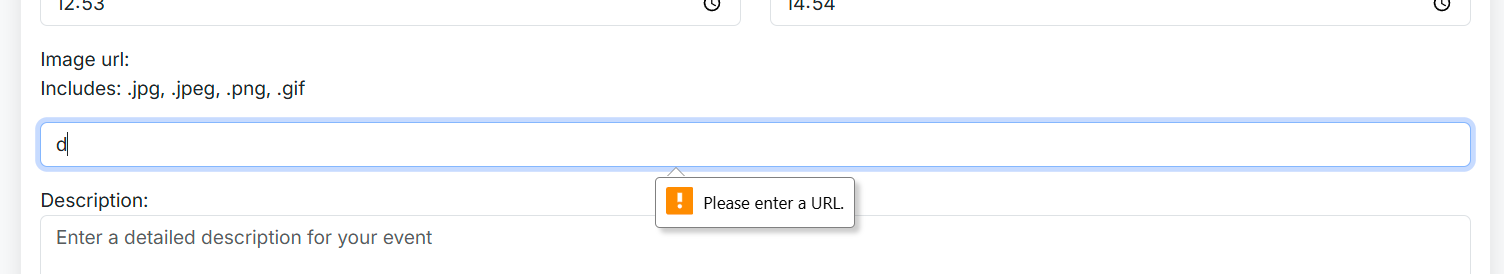 12:53
14:54
Image url:
Includes: .jpg, .jpeg, .png, .gif
d
Please enter a URL.
Description:
Enter a detailed description for your event